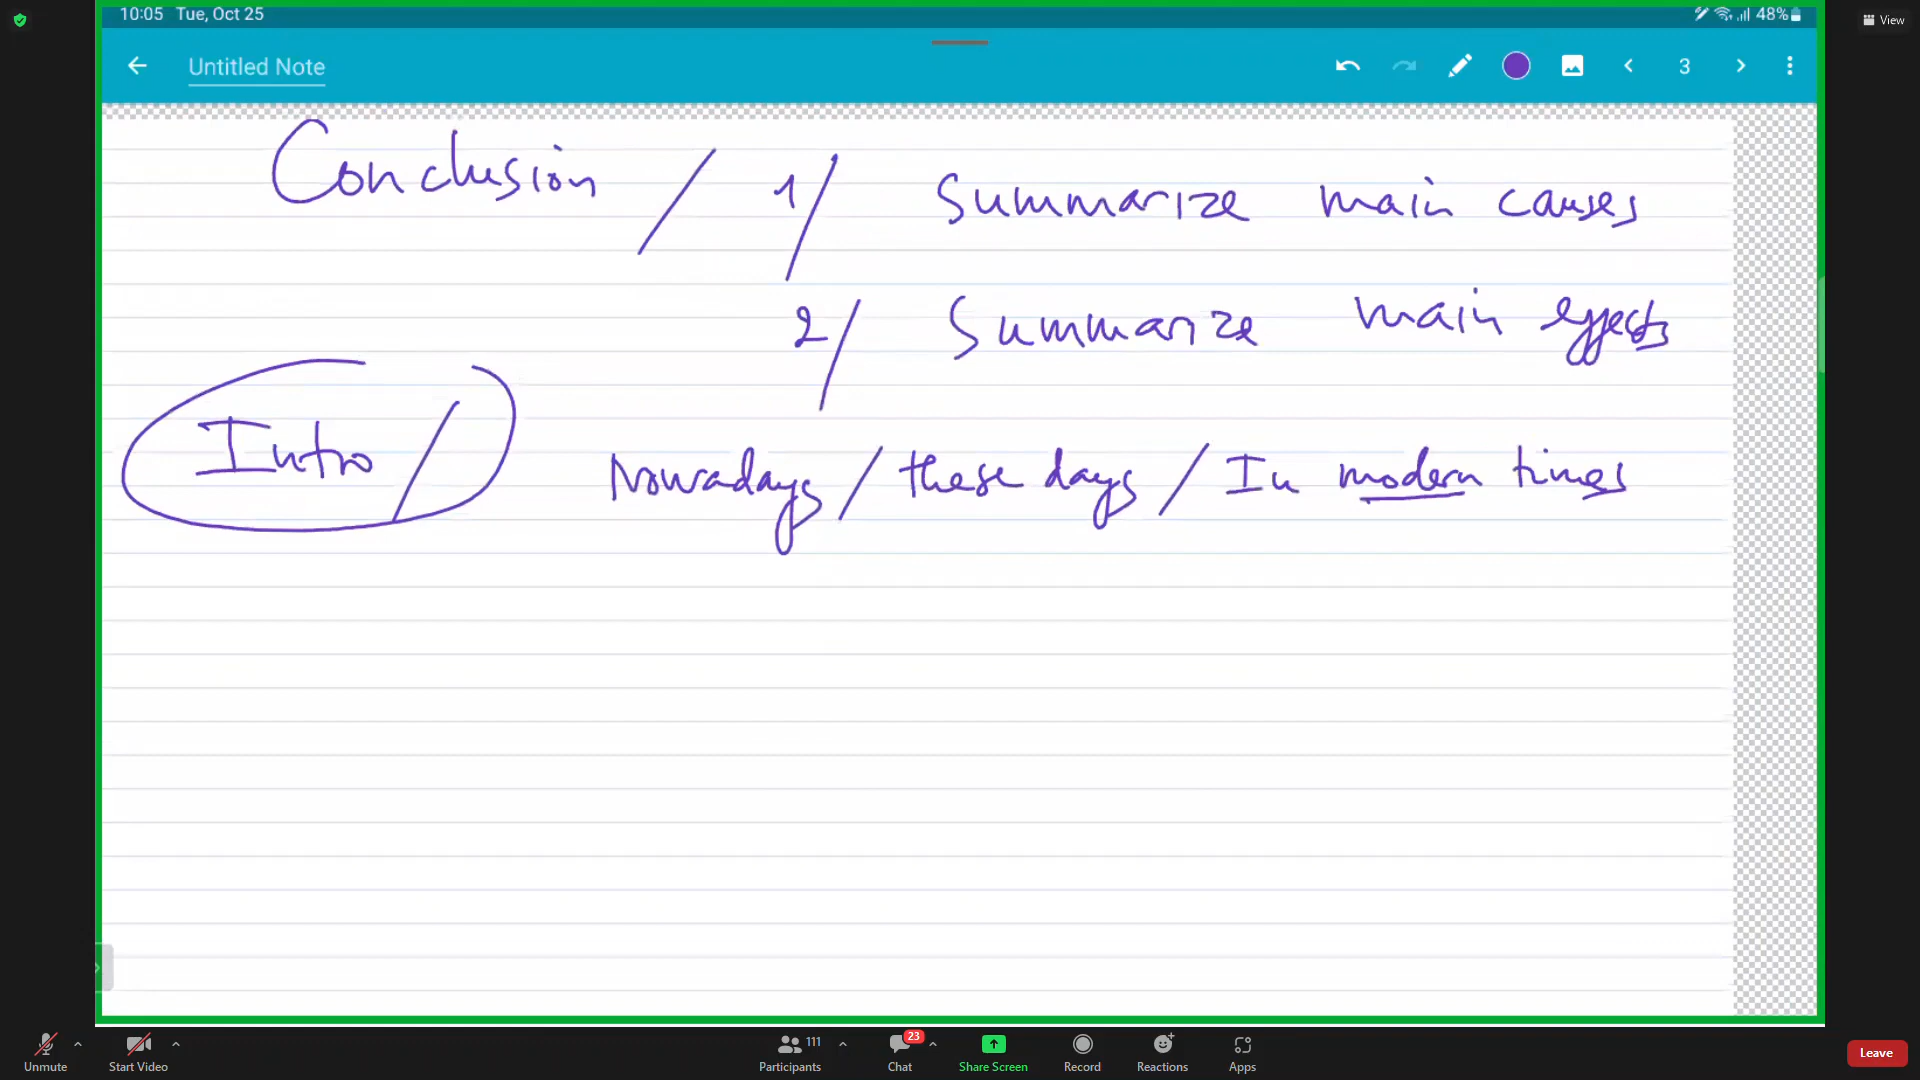 10:05 Tue, Oct 25 48%
View
Untitled Note 3
Conclusion / 1/ Summarize main causes
2/ Summarize main effects
Intro / Nowadays / these days / In modern times
111 23
Unmute Start Video Participants Chat Share Screen Record Reactions Apps Leave